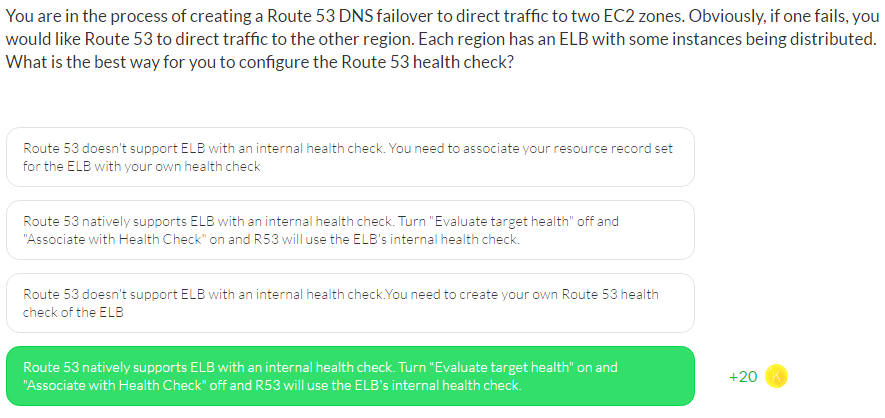 You are in the process of creating a Route 53 DNS failover to direct traffic to two EC2 zones. Obviously, if one fails, you
would like Route 53 to direct traffic to the other region. Each region has an ELB with some instances being distributed.
What is the best way for you to configure the Route 53 health check?
Route 53 doesn't support ELB with an internal health check. You need to associate your resource record set
for the ELB with your own health check
Route 53 natively supports ELB with an internal health check. Turn "Evaluate target health" off and
"Associate with Health Check" on and R53 will use the ELB's internal health check.
Route 53 doesn't support ELB with an internal health check.You need to create your own Route 53 health
check of the ELB
Route 53 natively supports ELB with an internal health check. Turn "Evaluate target health" on and
"Associate with Health Check" off and R53 will use the ELB's internal health check.
+20 K